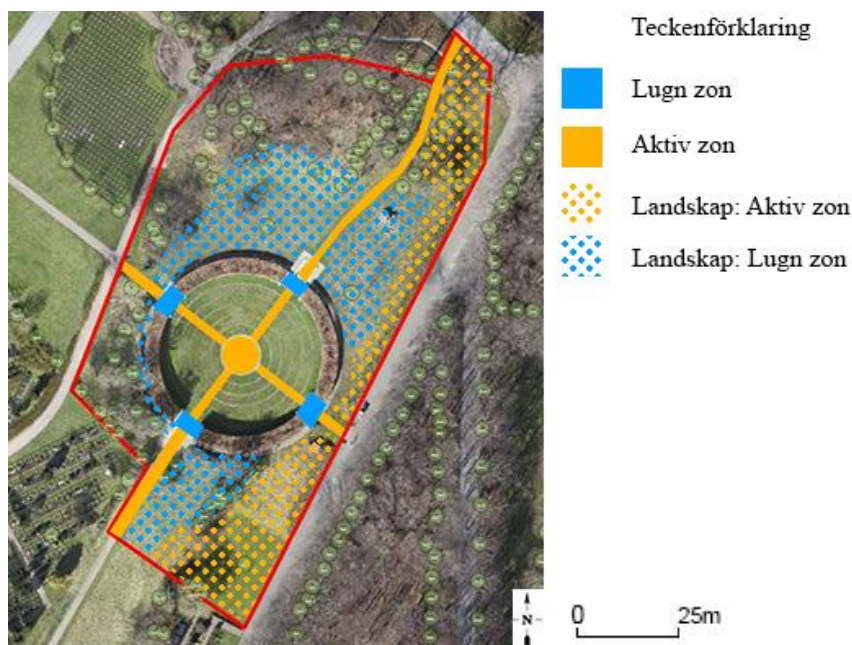 Teckenförklaring
Lugn zon
Aktiv zon
Landskap: Aktiv zon
Landskap: Lugn zon
N
0 25m